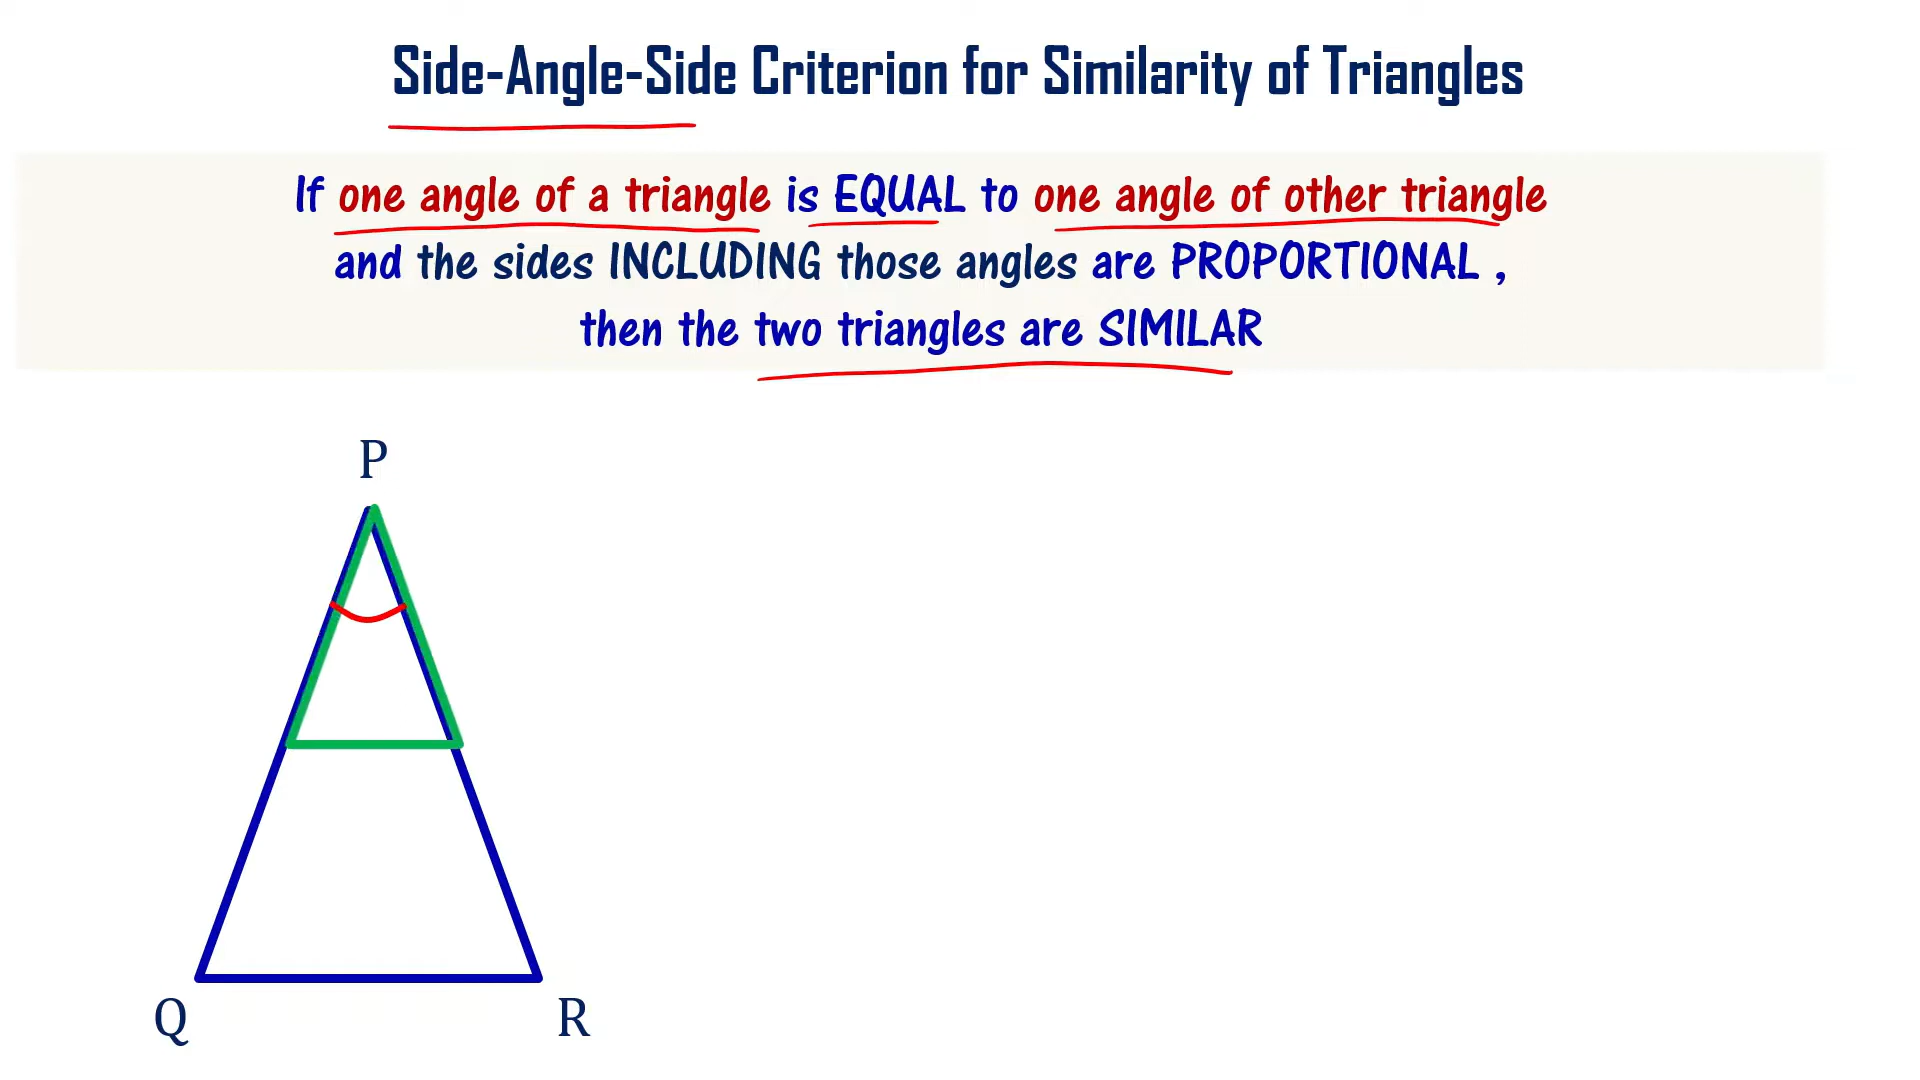 Side-Angle-Side Criterion for Similarity of Triangles
If one angle of a triangle is EQUAL to one angle of other triangle
and the sides INCLUDING those angles are PROPORTIONAL ,
then the two triangles are SIMILAR
P
Q
R